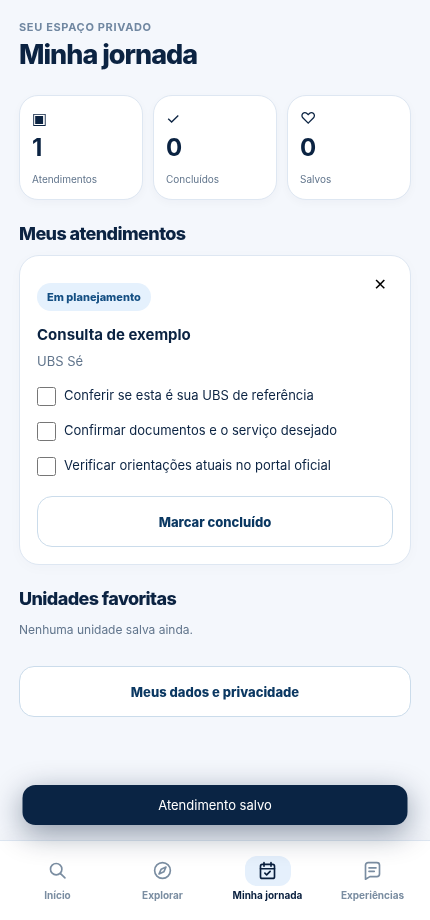 SEU ESPAÇO PRIVADO
Minha jornada
1
Atendimentos
0
Concluídos
0
Salvos
Meus atendimentos
Em planejamento
Consulta de exemplo
UBS Sé
Conferir se esta é sua UBS de referência
Confirmar documentos e o serviço desejado
Verificar orientações atuais no portal oficial
Marcar concluído
Unidades favoritas
Nenhuma unidade salva ainda.
Meus dados e privacidade
Atendimento salvo
Início
Explorar
Minha jornada
Experiências